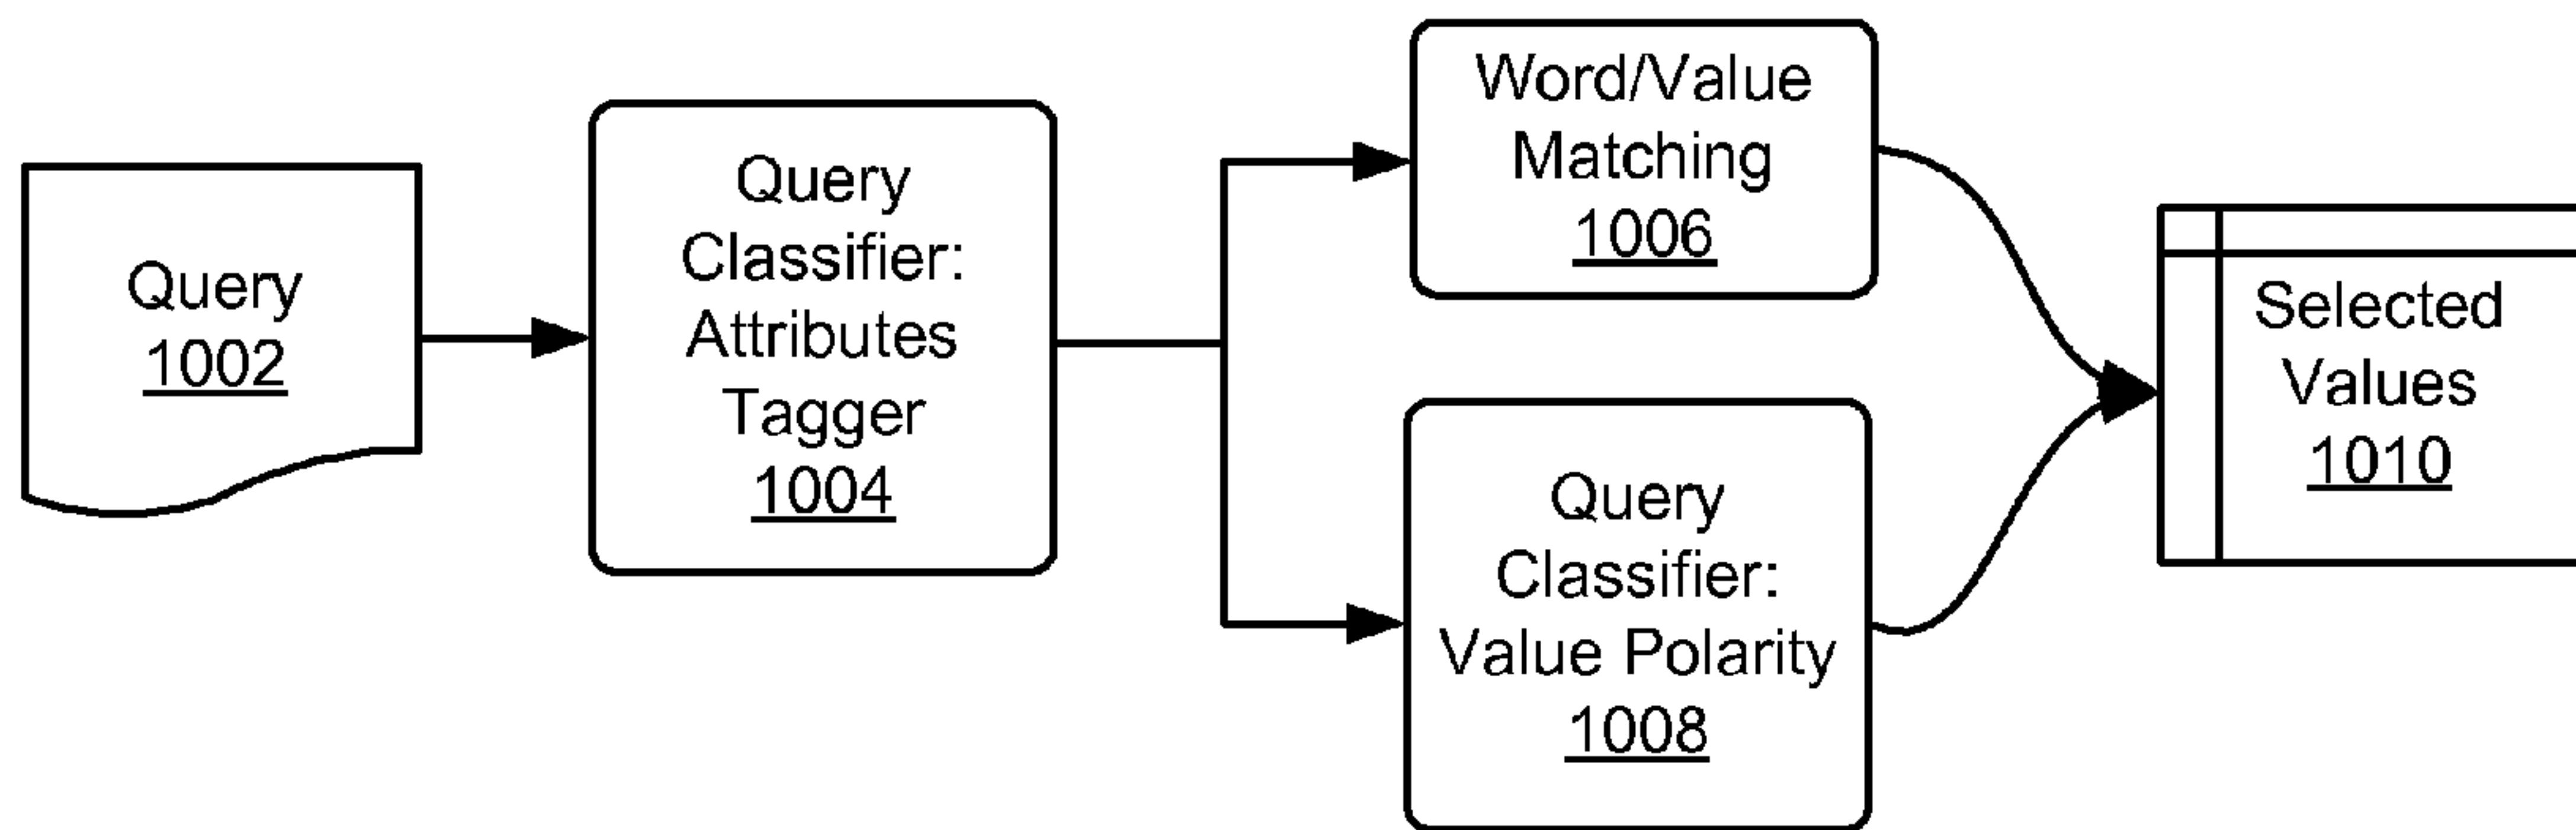 Query
1002
Query
Classifier:
Attributes
Tagger
1004
Word/Value
Matching
1006
Query
Classifier:
Value Polarity
1008
Selected
Values
1010